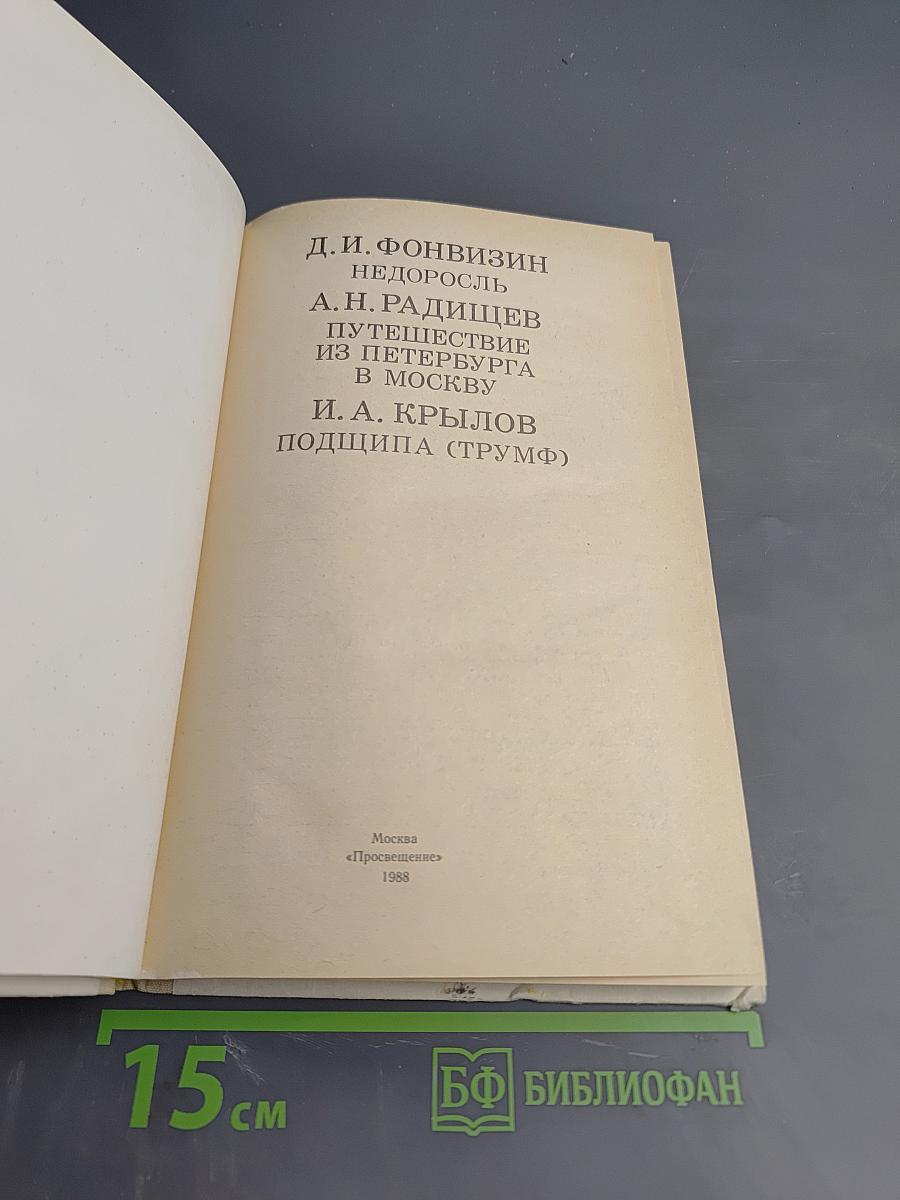 Д. И. ФОНВИЗИН
НЕДОРОСЛЬ
А. Н. РАДИЩЕВ
ПУТЕШЕСТВИЕ
ИЗ ПЕТЕРБУРГА
В МОСКВУ
И. А. КРЫЛОВ
ПОДЩИПА (ТРУМФ)
Москва
«Просвещение»
1988
15 см
БФ БИБЛИОФАН